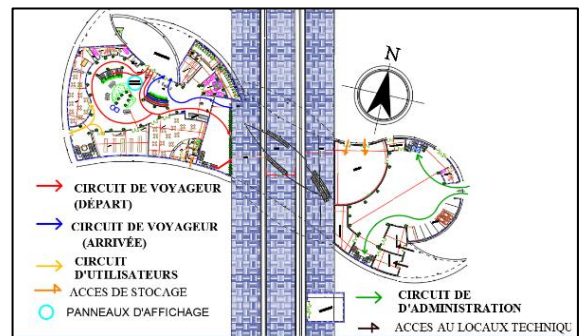 N
CIRCUIT DE VOYAGEUR
(DÉPART)
CIRCUIT DE VOYAGEUR
(ARRIVÉE)
CIRCUIT
D'UTILISATEURS
ACCES DE STOCAGE
PANNEAUX D'AFFICHAGE
CIRCUIT DE
D'ADMINISTRATION
ACCES AU LOCAUX TECHNIQU